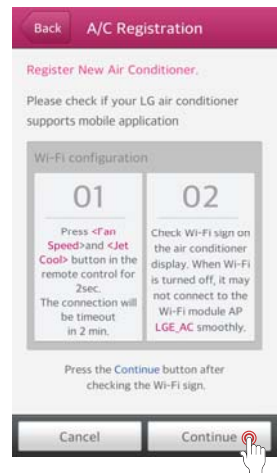 Back
A/C Registration
Register New Air Conditioner.
Please check if your LG air conditioner
supports mobile application
Wi-Fi configuration
01
Press <Fan
Speed>and <Jet
Cool> button in the
remote control for
2sec.
The connection will
be timeout
in 2 min.
02
Check Wi-Fi sign on
the air conditioner
display. When Wi-Fi
is turned off, it may
not connect to the
Wi-Fi module AP
LGE_AC smoothly.
Press the Continue button after
checking the Wi-Fi sign.
Cancel
Continue